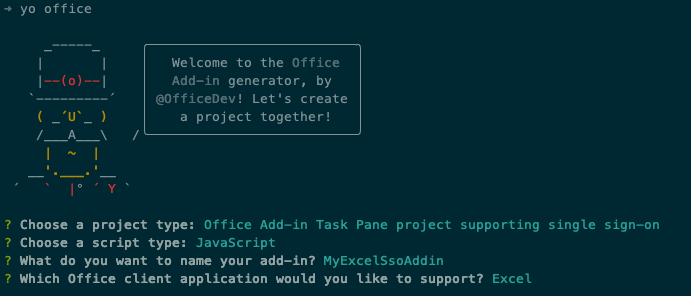 ➜ yo office
Welcome to the Office
Add-in generator, by
@OfficeDev! Let's create
a project together!
? Choose a project type: Office Add-in Task Pane project supporting single sign-on
? Choose a script type: JavaScript
? What do you want to name your add-in? MyExcelSsoAddin
? Which Office client application would you like to support? Excel